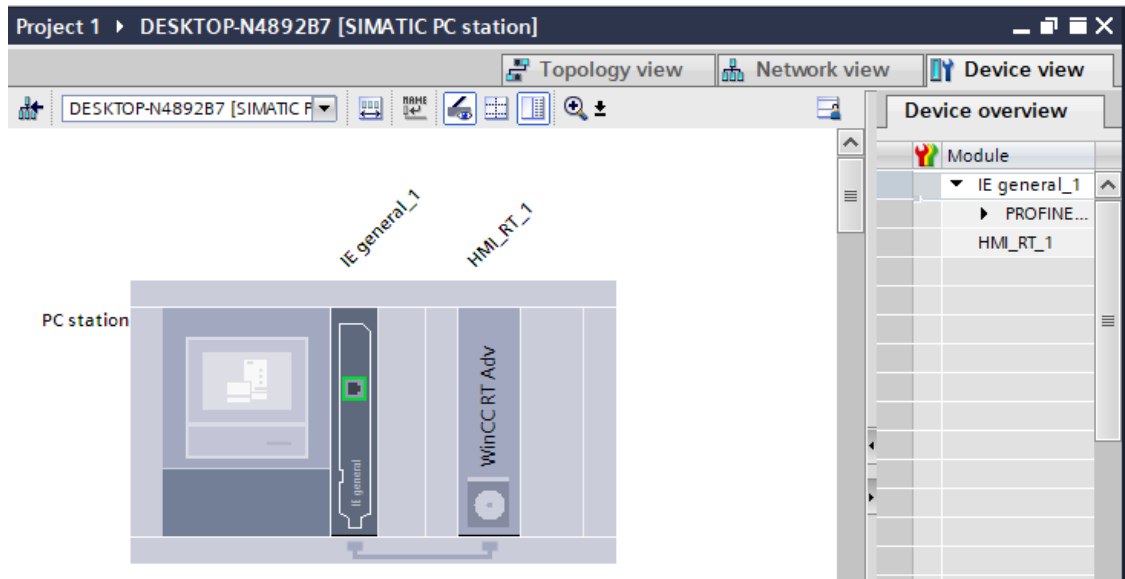 Project 1 ▸ DESKTOP-N4892B7 [SIMATIC PC station]
Topology view
Network view
Device view
DESKTOP-N4892B7 [SIMATIC
NAME
Device overview
Module
IE general_1
PROFINE...
HMI_RT_1
IE general_1
HMI_RT_1
PC station
WinCC RT Adv
IE general